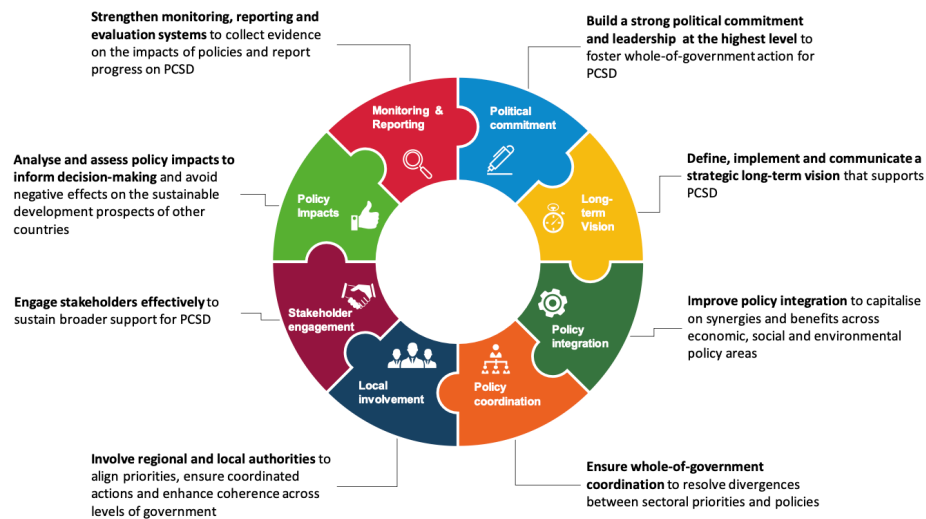 Strengthen monitoring, reporting and
evaluation systems to collect evidence
on the impacts of policies and report
progress on PCSD
Build a strong political commitment
and leadership at the highest level to
foster whole-of-government action for
PCSD
Monitoring &
Reporting
Political
commitment
Analyse and assess policy impacts to
inform decision-making and avoid
negative effects on the sustainable
development prospects of other
countries
Policy
Impacts
Long-
term
Vision
Define, implement and communicate a
strategic long-term vision that supports
PCSD
Engage stakeholders effectively to
sustain broader support for PCSD
Stakeholder
engagement
Policy
integration
Improve policy integration to capitalise
on synergies and benefits across
economic, social and environmental
policy areas
Local
involvement
Policy
coordination
Involve regional and local authorities to
align priorities, ensure coordinated
actions and enhance coherence across
levels of government
Ensure whole-of-government
coordination to resolve divergences
between sectoral priorities and policies